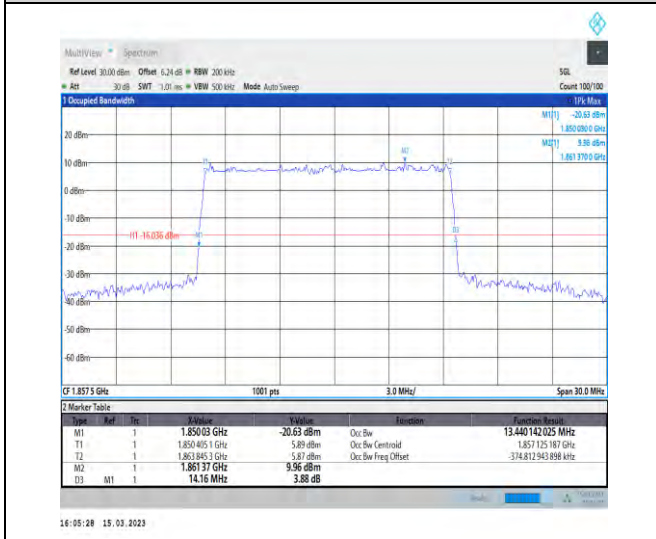 MultiView Spectrum
Ref Level 30.00 dBm Offset 6.24 dB RBW 200 kHz SGL
Att 30 dB SWT 1.01 ms VBW 500 kHz Mode Auto Sweep Count 100/100
1 Occupied Bandwidth 1Pk Max
M1[1] -20.63 dBm
1.850 030 0 GHz
M2[1] 9.96 dBm
1.861 370 0 GHz
20 dBm
M2
T1 T2
10 dBm
0 dBm
-10 dBm
H1 -16.036 dBm M1 D3
-20 dBm
-30 dBm
-40 dBm
-50 dBm
-60 dBm
CF 1.857 5 GHz 1001 pts 3.0 MHz/ Span 30.0 MHz
2 Marker Table
Type Ref Trc X-Value Y-Value Function Function Result
M1 1 1.850 03 GHz -20.63 dBm Occ Bw 13.440 142 025 MHz
T1 1 1.850 405 1 GHz 5.89 dBm Occ Bw Centroid 1.857 125 187 GHz
T2 1 1.863 845 3 GHz 5.87 dBm Occ Bw Freq Offset -374.812 943 898 kHz
M2 1 1.861 37 GHz 9.96 dBm
D3 M1 1 14.16 MHz 3.88 dB
16:05:28 15.03.2023